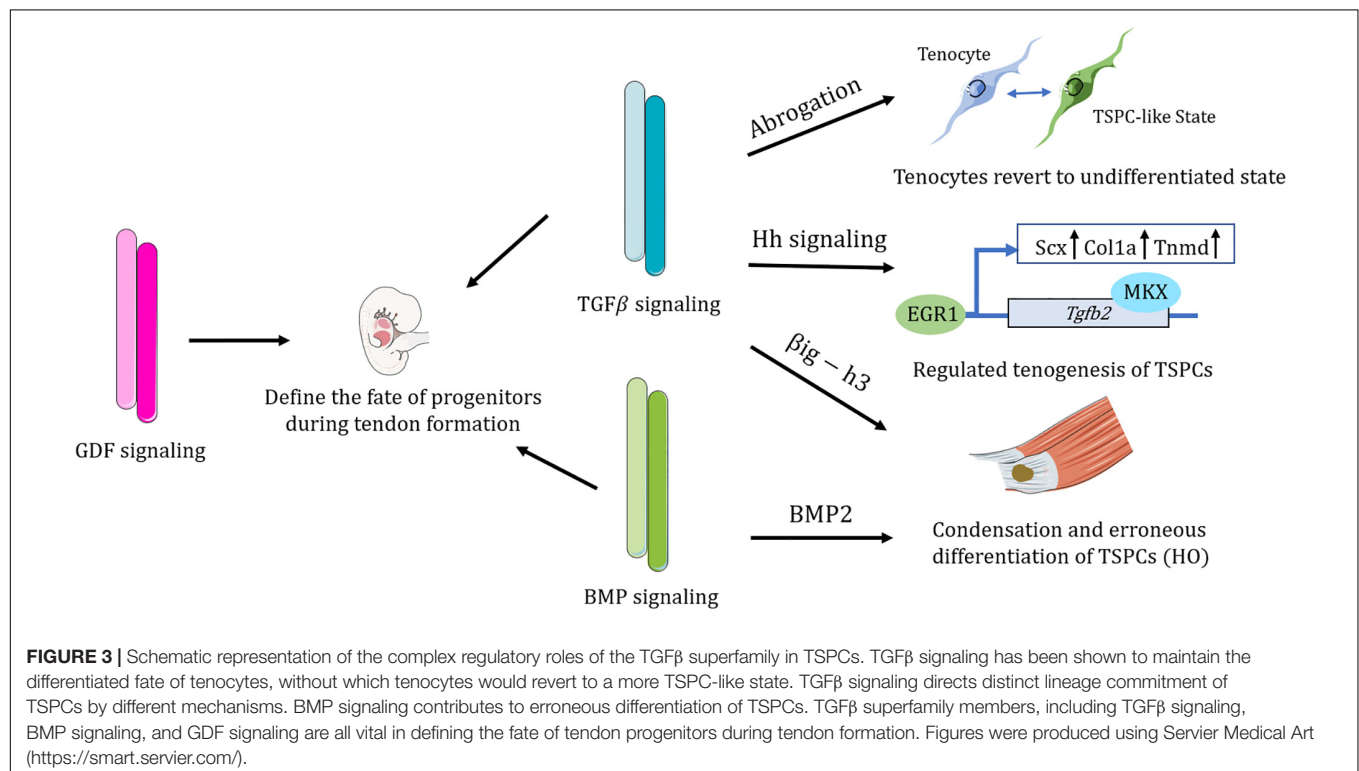 Tenocyte
TSPC-like State
Abrogation
Tenocytes revert to undifferentiated state
Hh signaling
Scx Col1a Tnmd
MKX
EGR1
Tgfb2
Regulated tenogenesis of TSPCs
TGFβ signaling
βig – h3
Define the fate of progenitors
during tendon formation
GDF signaling
BMP2
Condensation and erroneous
differentiation of TSPCs (HO)
BMP signaling
FIGURE 3 | Schematic representation of the complex regulatory roles of the TGFβ superfamily in TSPCs. TGFβ signaling has been shown to maintain the
differentiated fate of tenocytes, without which tenocytes would revert to a more TSPC-like state. TGFβ signaling directs distinct lineage commitment of
TSPCs by different mechanisms. BMP signaling contributes to erroneous differentiation of TSPCs. TGFβ superfamily members, including TGFβ signaling,
BMP signaling, and GDF signaling are all vital in defining the fate of tendon progenitors during tendon formation. Figures were produced using Servier Medical Art
(https://smart.servier.com/).